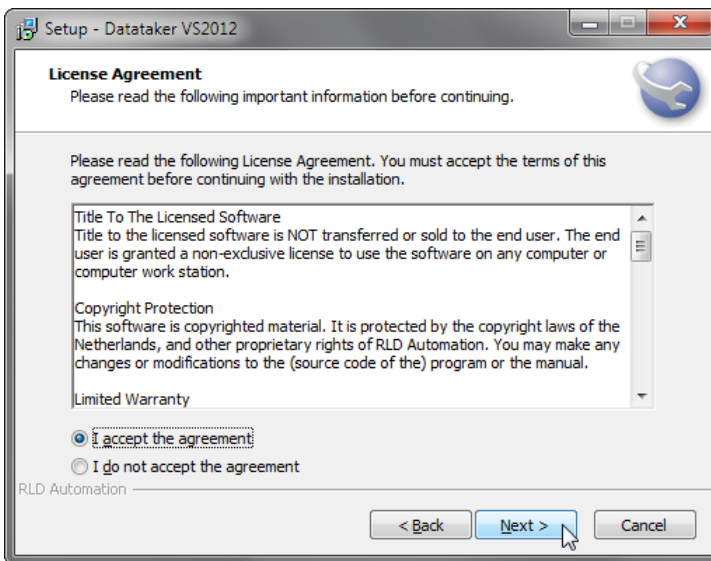 Setup - Datataker VS2012
License Agreement
Please read the following important information before continuing.
Please read the following License Agreement. You must accept the terms of this
agreement before continuing with the installation.
Title To The Licensed Software
Title to the licensed software is NOT transferred or sold to the end user. The end
user is granted a non-exclusive license to use the software on any computer or
computer work station.
Copyright Protection
This software is copyrighted material. It is protected by the copyright laws of the
Netherlands, and other proprietary rights of RLD Automation. You may make any
changes or modifications to the (source code of the) program or the manual.
Limited Warranty
I accept the agreement
I do not accept the agreement
RLD Automation
< Back Next > Cancel